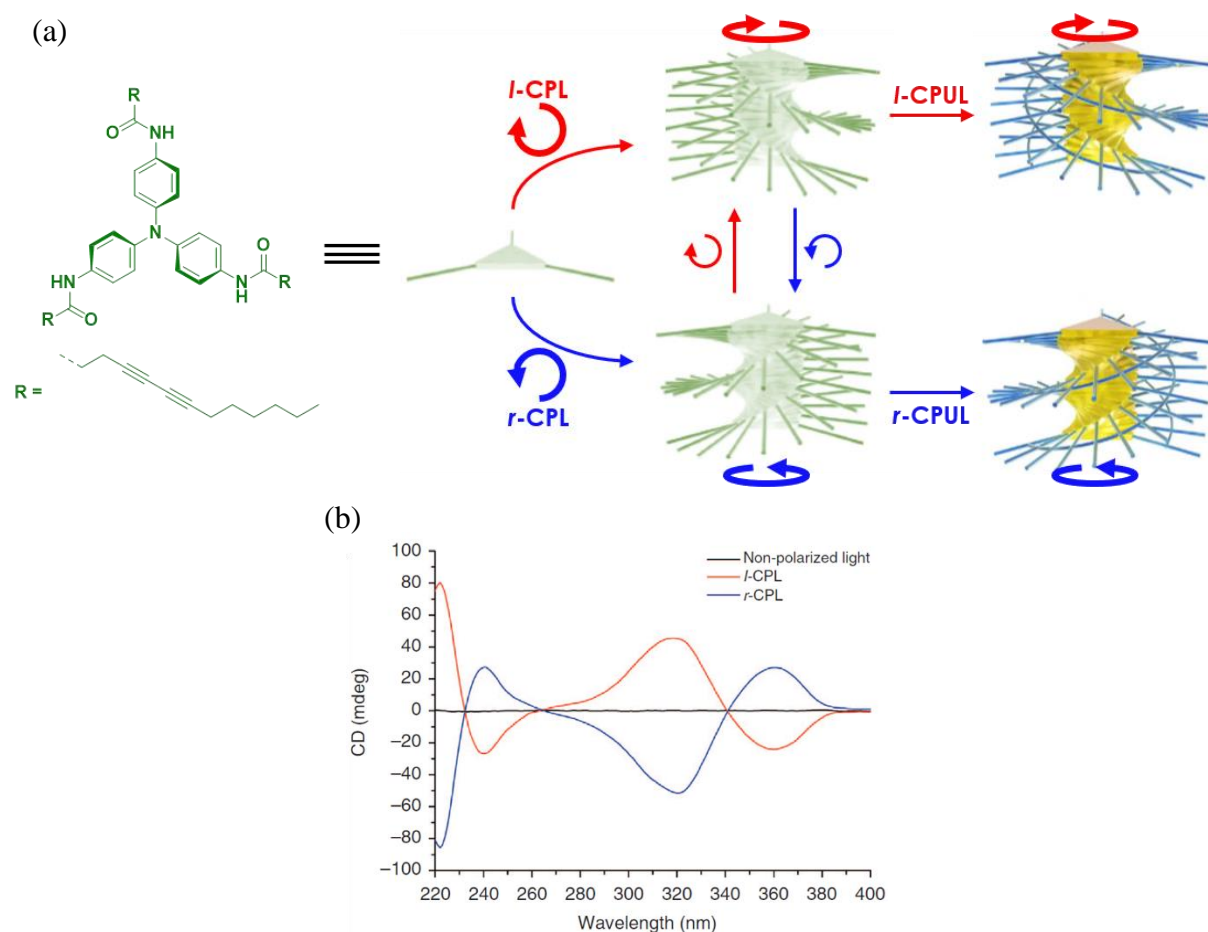 (a)
R
O
NH
N
NH
O
R
O
N
H
R
R =
l-CPL
r-CPL
l-CPUL
r-CPUL
(b)
Non-polarized light
l-CPL
r-CPL
CD (mdeg)
100
80
60
40
20
0
−20
−40
−60
−80
−100
220 240 260 280 300 320 340 360 380 400
Wavelength (nm)